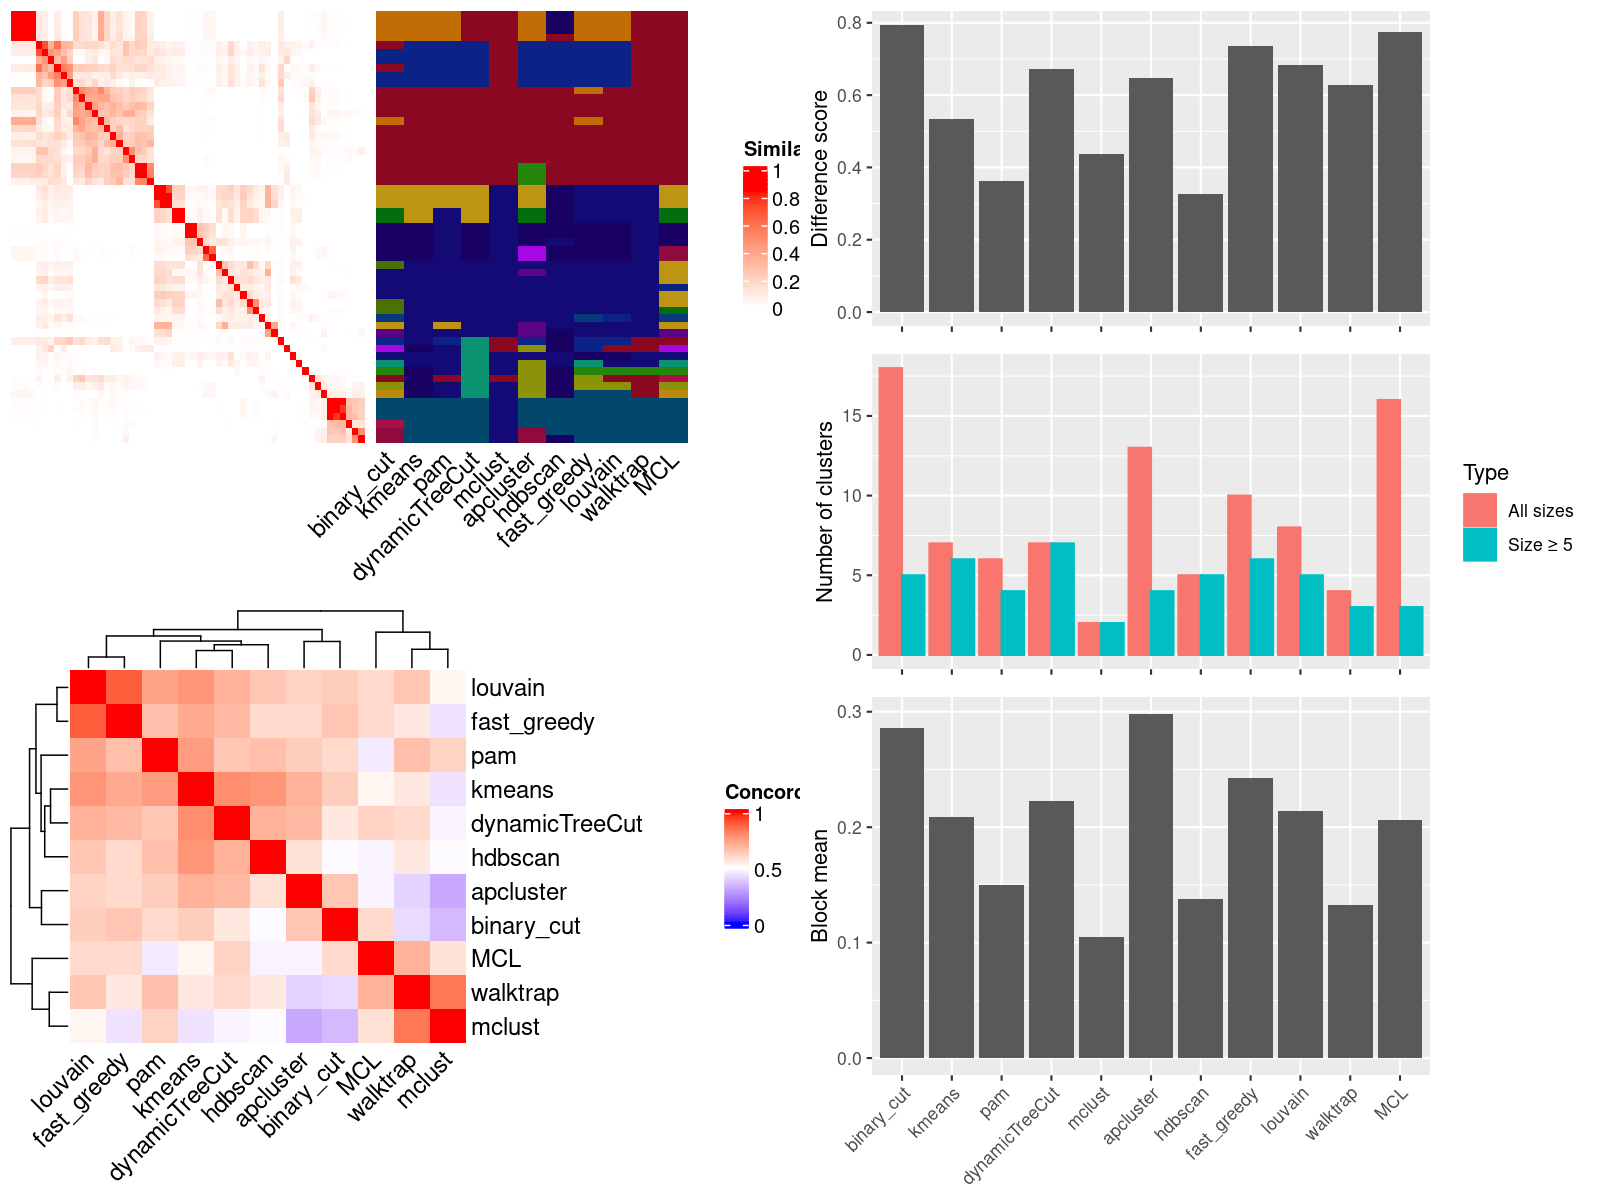 Simila
1
0.8
0.6
0.4
0.2
0
binary_cut
kmeans
pam
dynamicTreeCut
mclust
apcluster
hdbscan
fast_greedy
louvain
walktrap
MCL
louvain
fast_greedy
pam
kmeans
dynamicTreeCut
hdbscan
apcluster
binary_cut
MCL
walktrap
mclust
louvain
fast_greedy
pam
kmeans
dynamicTreeCut
hdbscan
apcluster
binary_cut
MCL
walktrap
mclust
Concord
1
0.5
0
Difference score
0.8
0.6
0.4
0.2
0.0
Number of clusters
15
10
5
0
Type
All sizes
Size ≥ 5
Block mean
0.3
0.2
0.1
0.0
binary_cut
kmeans
pam
dynamicTreeCut
mclust
apcluster
hdbscan
fast_greedy
louvain
walktrap
MCL